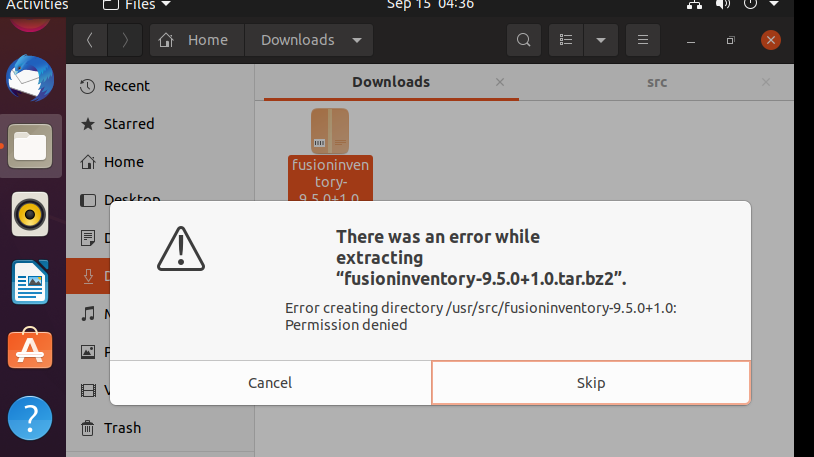 Activities
Files
Sep 15 04:36
Home
Downloads
Recent
Starred
Home
Desktop
Downloads
src
fusioninven
tory-
9.5.0+1.0
There was an error while
extracting
“fusioninventory-9.5.0+1.0.tar.bz2”.
Error creating directory /usr/src/fusioninventory-9.5.0+1.0:
Permission denied
Cancel
Skip
D
D
M
P
V
Trash